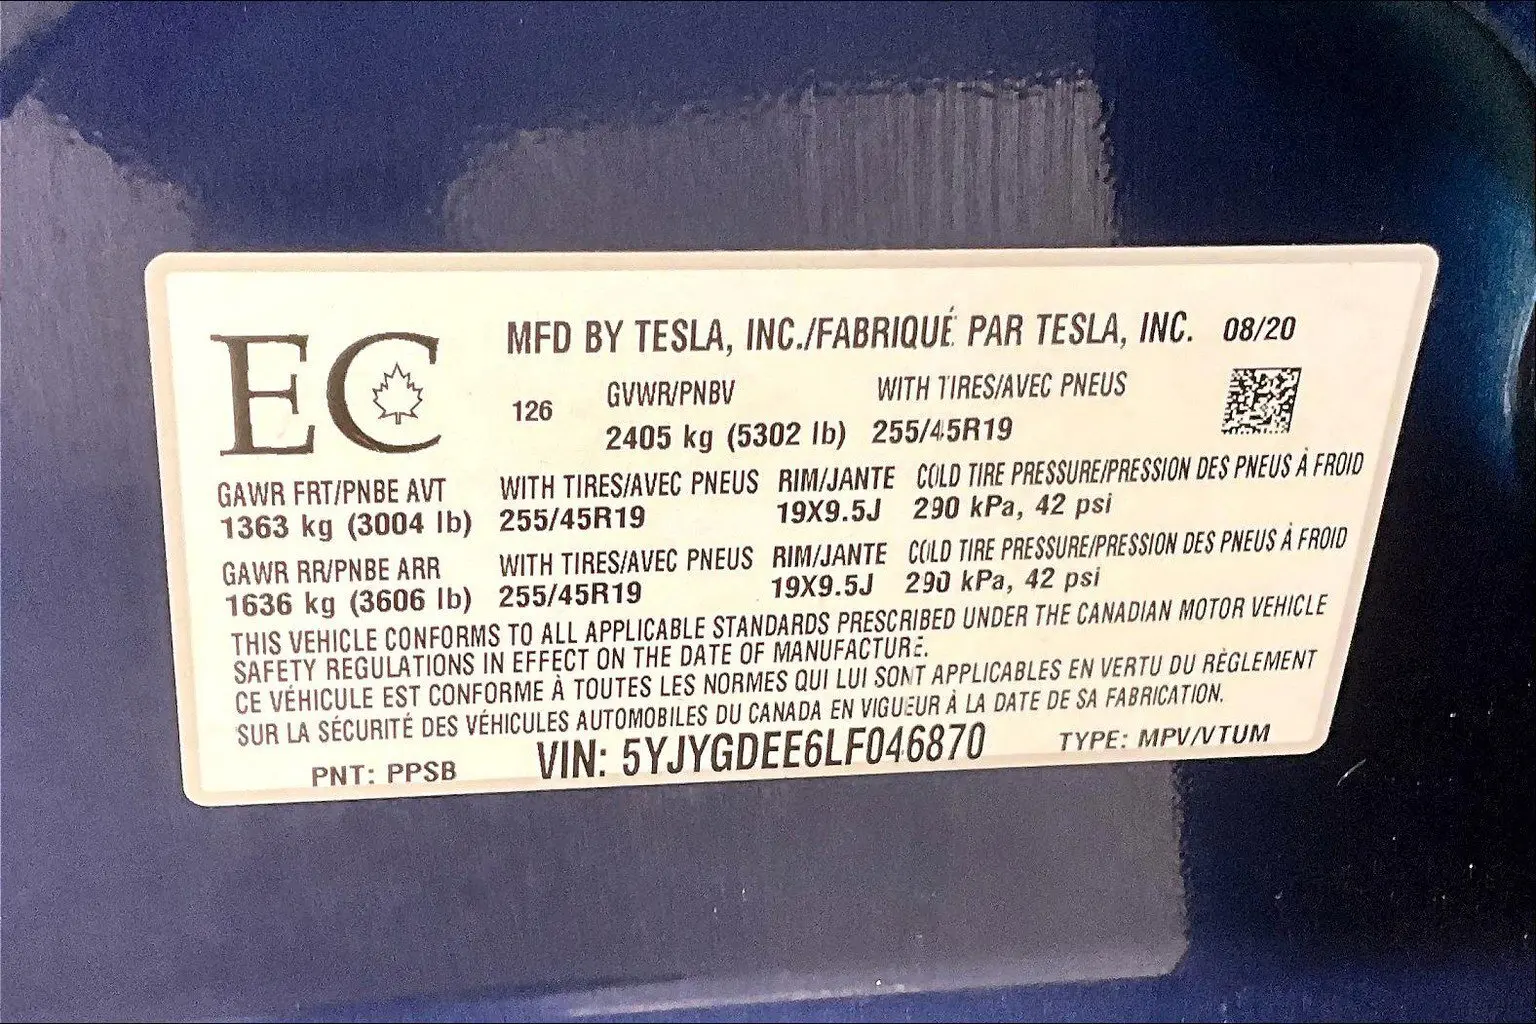 EC
MFD BY TESLA, INC./FABRIQUÉ PAR TESLA, INC. 08/20
126
GVWR/PNBV WITH TIRES/AVEC PNEUS
2405 kg (5302 lb) 255/45R19
GAWR FRT/PNBE AVT WITH TIRES/AVEC PNEUS RIM/JANTE COLD TIRE PRESSURE/PRESSION DES PNEUS À FROID
1363 kg (3004 lb) 255/45R19 19X9.5J 290 kPa, 42 psi
GAWR RR/PNBE ARR WITH TIRES/AVEC PNEUS RIM/JANTE COLD TIRE PRESSURE/PRESSION DES PNEUS À FROID
1636 kg (3606 lb) 255/45R19 19X9.5J 290 kPa, 42 psi
THIS VEHICLE CONFORMS TO ALL APPLICABLE STANDARDS PRESCRIBED UNDER THE CANADIAN MOTOR VEHICLE
SAFETY REGULATIONS IN EFFECT ON THE DATE OF MANUFACTURE.
CE VÉHICULE EST CONFORME À TOUTES LES NORMES QUI LUI SONT APPLICABLES EN VERTU DU RÈGLEMENT
SUR LA SÉCURITÉ DES VÉHICULES AUTOMOBILES DU CANADA EN VIGUEUR À LA DATE DE SA FABRICATION.
PNT: PPSB VIN: 5YJYGDEE6LF046870 TYPE: MPV/VTUM